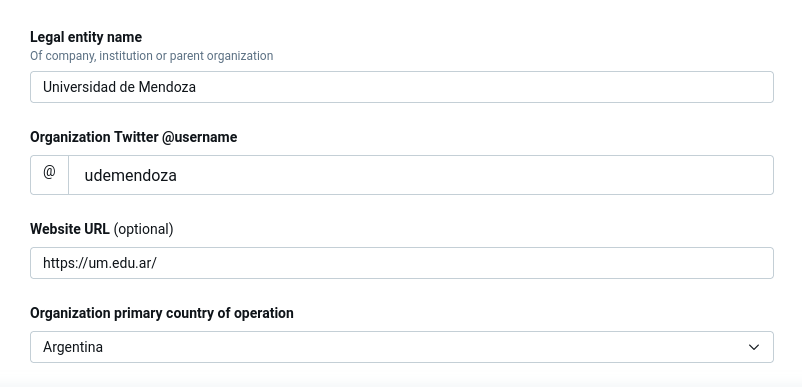 Legal entity name
Of company, institution or parent organization
Universidad de Mendoza
Organization Twitter @username
@ udemendoza
Website URL (optional)
https://um.edu.ar/
Organization primary country of operation
Argentina